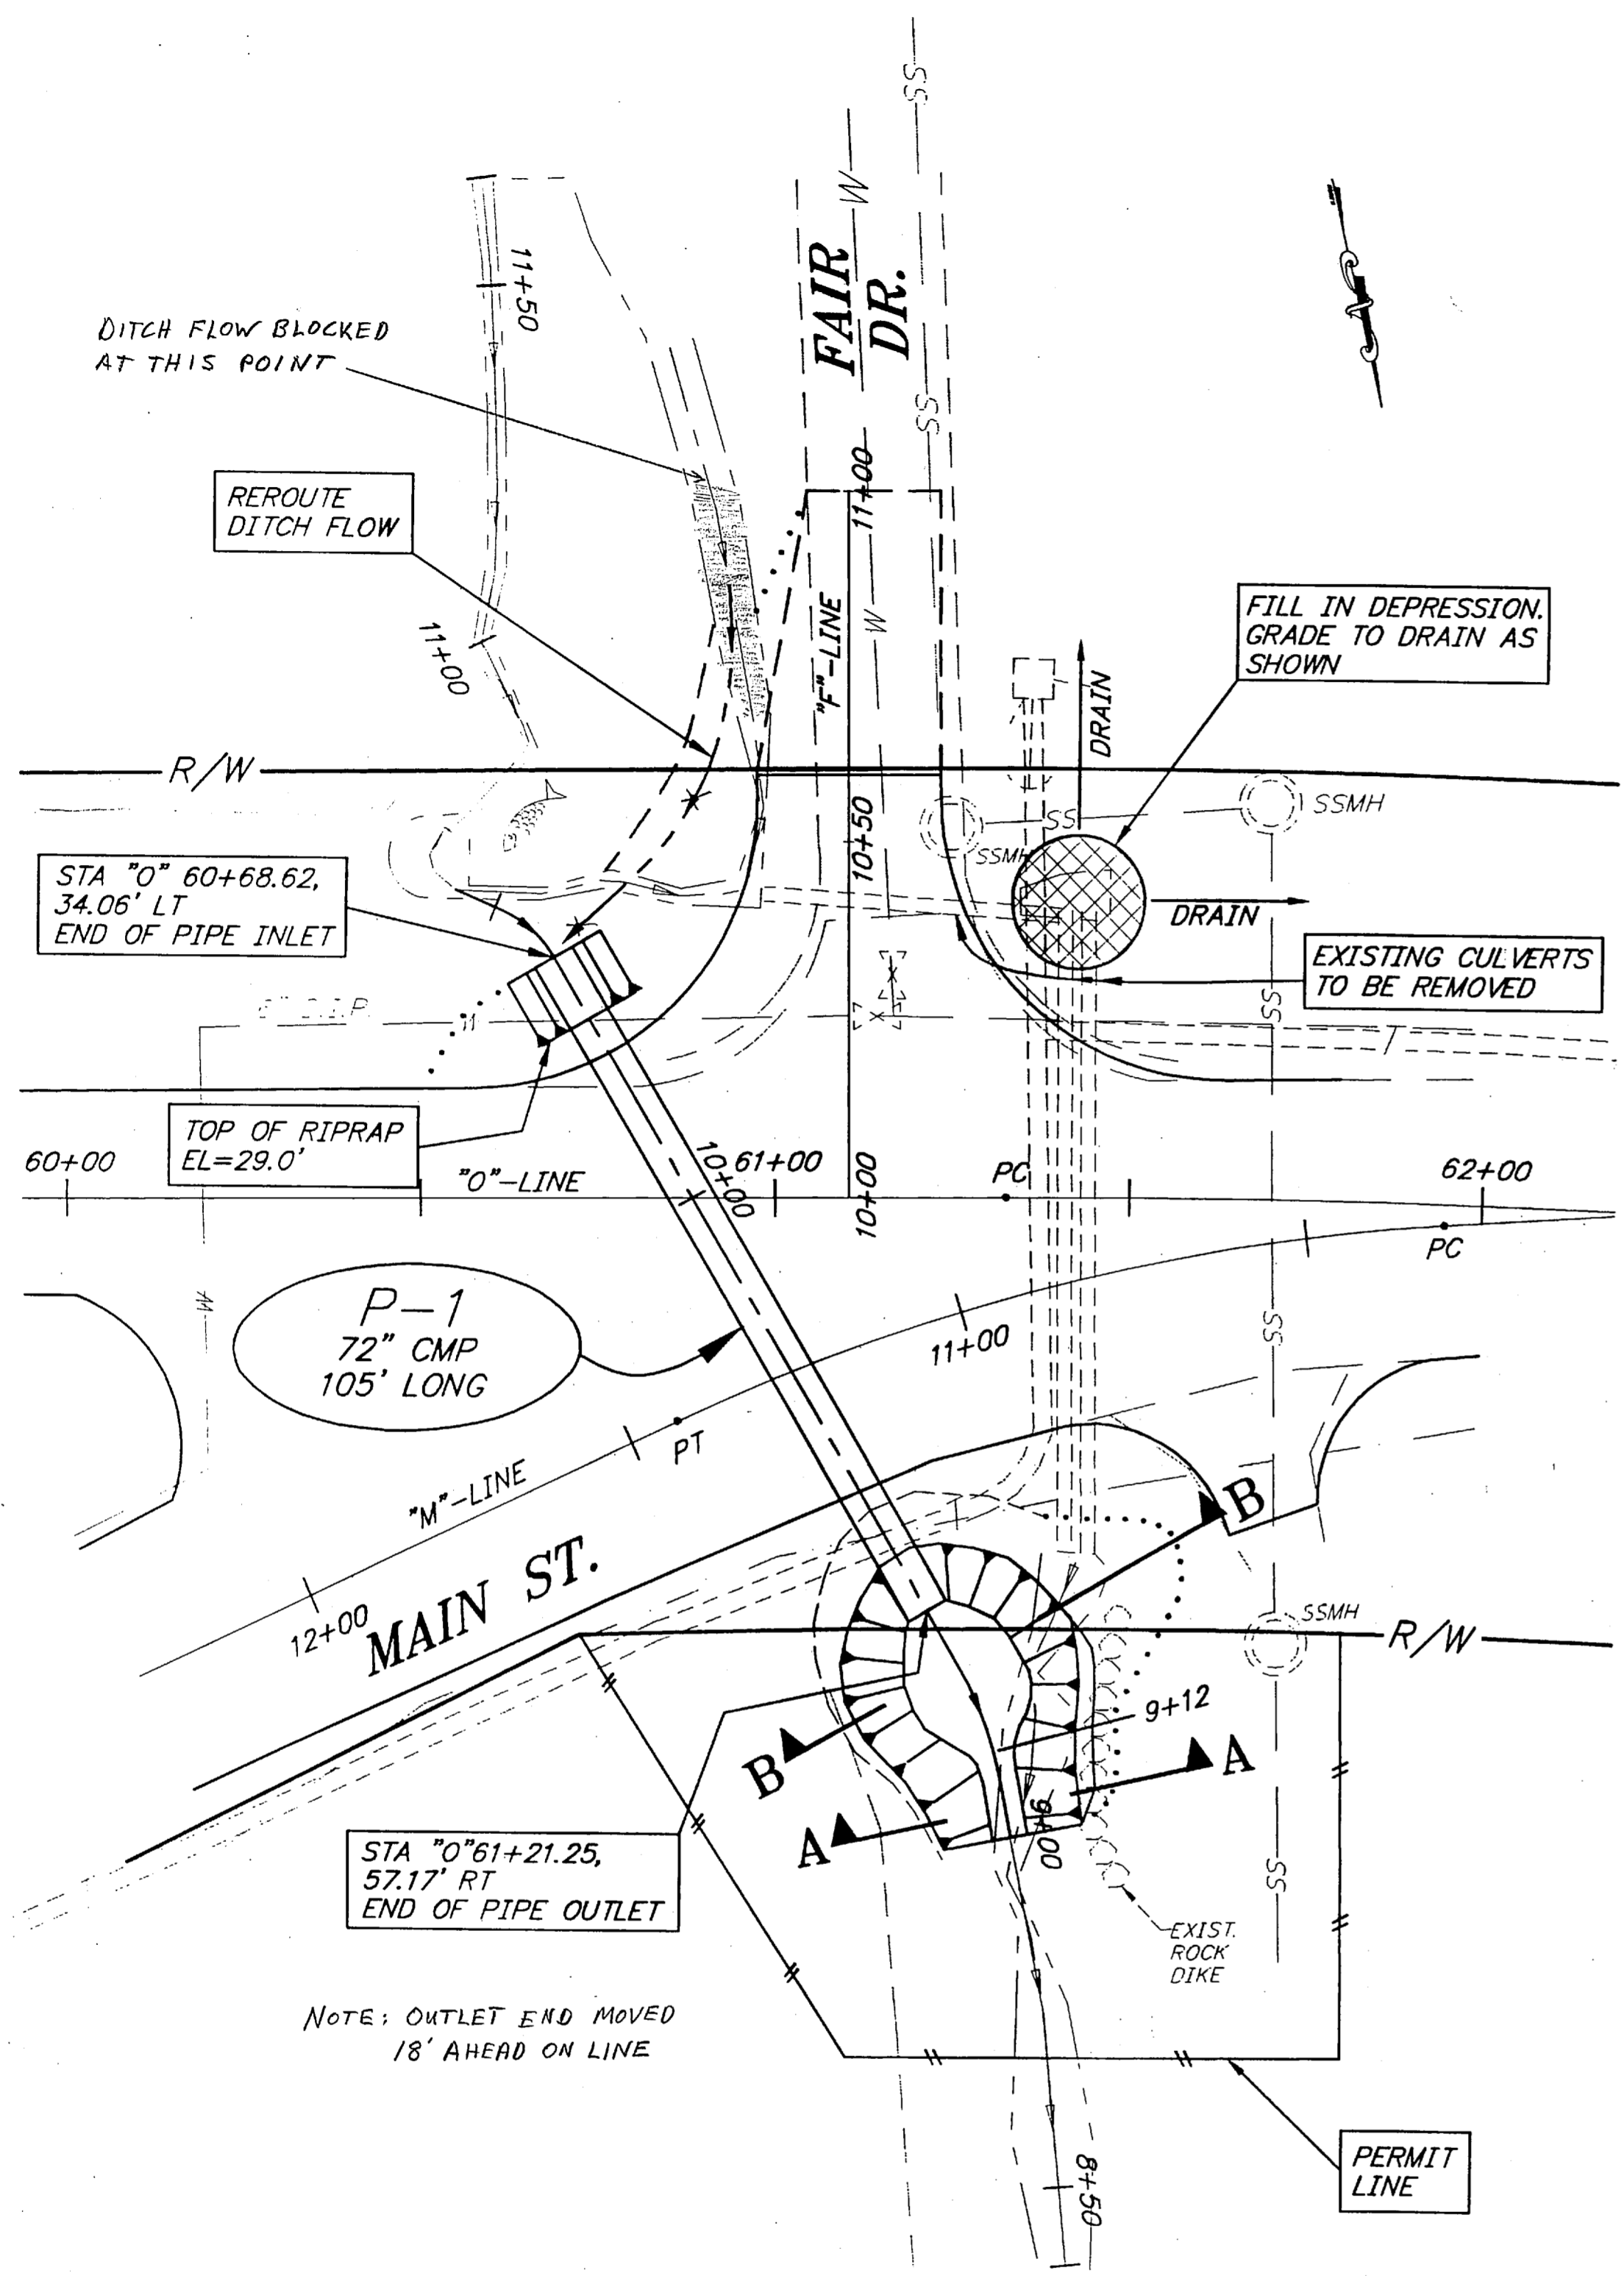 SS
W
11+50
FAIR
DR.
DITCH FLOW BLOCKED
AT THIS POINT
SS
11+00
REROUTE
DITCH FLOW
"F"-LINE
W
FILL IN DEPRESSION.
GRADE TO DRAIN AS
SHOWN
11+00
DRAIN
R/W
10+50
SS
SSMH
SSMH
STA "O" 60+68.62,
34.06' LT
END OF PIPE INLET
DRAIN
EXISTING CULVERTS
TO BE REMOVED
SS
W
T
TOP OF RIPRAP
EL=29.0'
60+00
"O"-LINE
10+00
61+00
10+00
PC
62+00
PC
P-1
72" CMP
105' LONG
W
11+00
SS
PT
"M"-LINE
B
MAIN ST.
12+00
SSMH
R/W
9+12
B
A
A
9+00
STA "O"61+21.25,
57.17' RT
END OF PIPE OUTLET
SS
EXIST.
ROCK
DIKE
NOTE: OUTLET END MOVED
18' AHEAD ON LINE
PERMIT
LINE
8+50